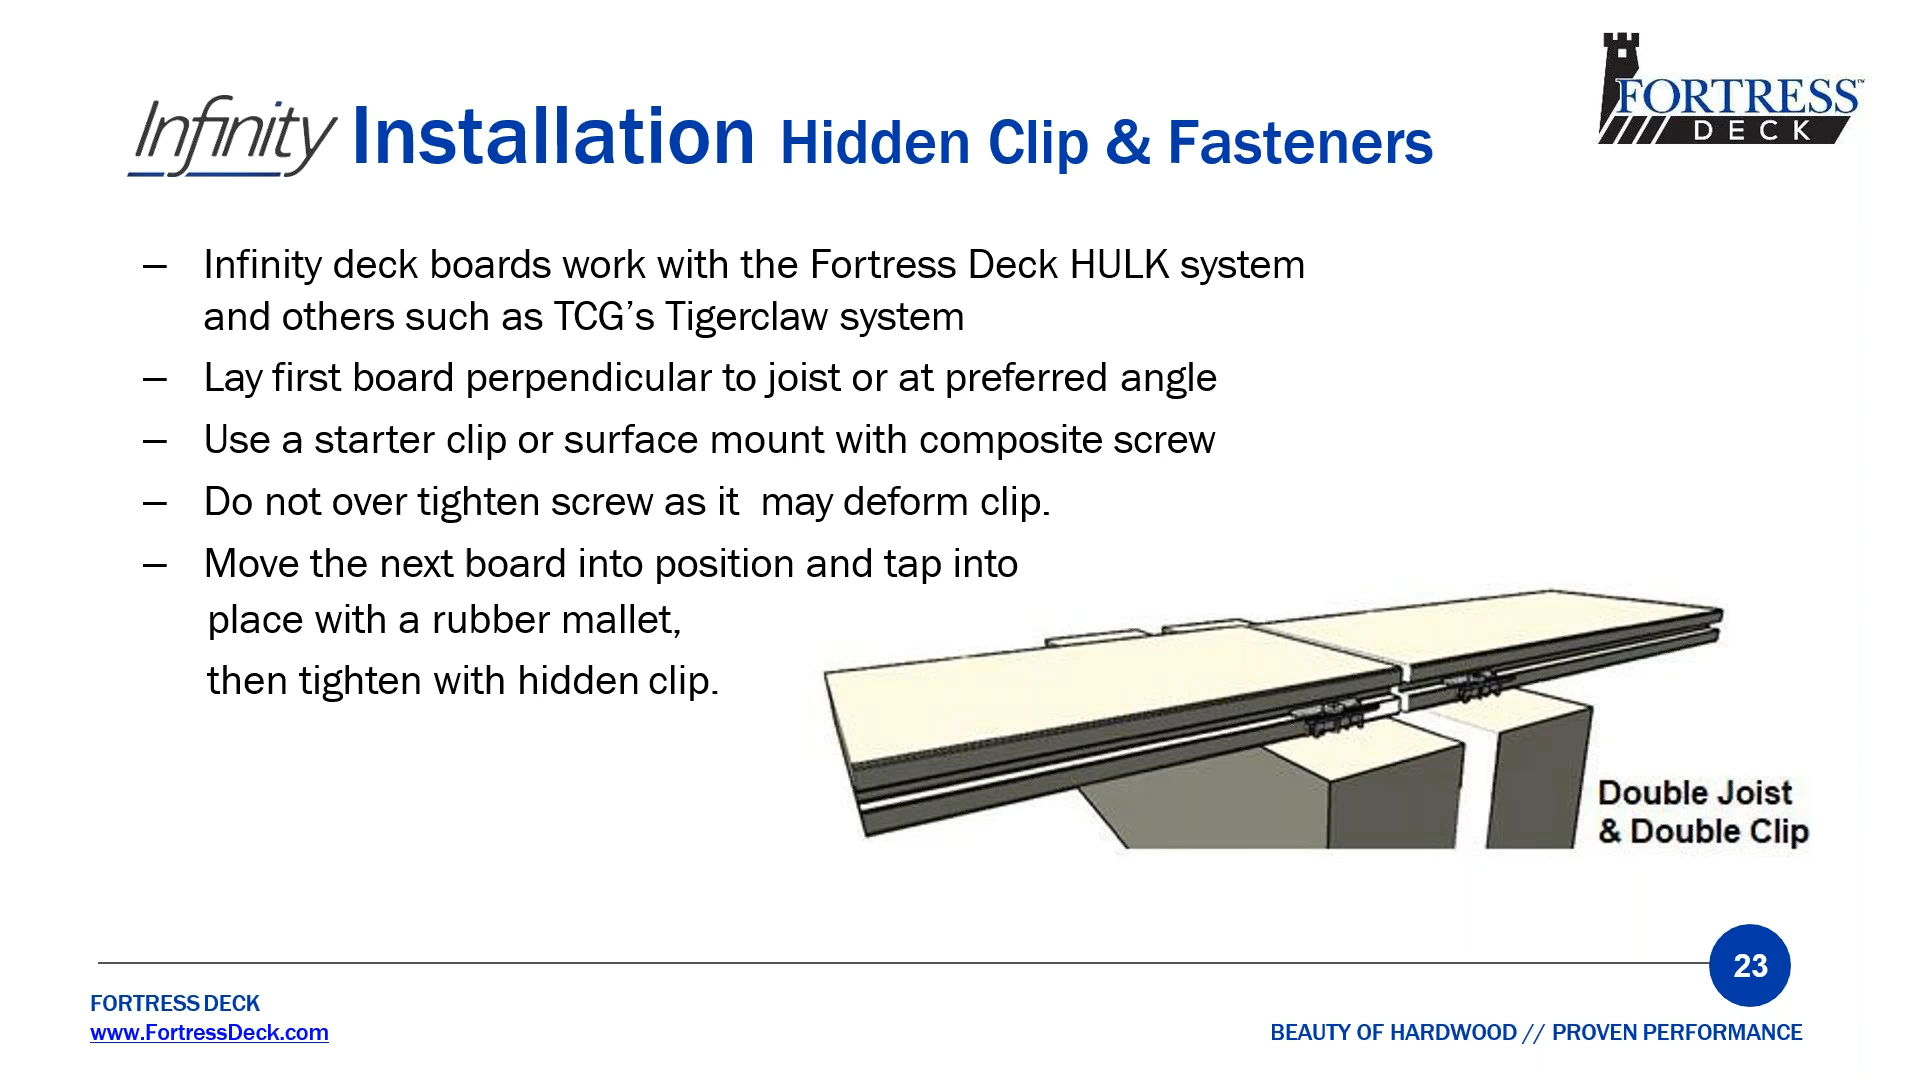 FORTRESS™
DECK
Infinity Installation Hidden Clip & Fasteners
– Infinity deck boards work with the Fortress Deck HULK system
and others such as TCG’s Tigerclaw system
– Lay first board perpendicular to joist or at preferred angle
– Use a starter clip or surface mount with composite screw
– Do not over tighten screw as it  may deform clip.
– Move the next board into position and tap into
place with a rubber mallet,
then tighten with hidden clip.
Double Joist
& Double Clip
23
FORTRESS DECK
www.FortressDeck.com
BEAUTY OF HARDWOOD // PROVEN PERFORMANCE